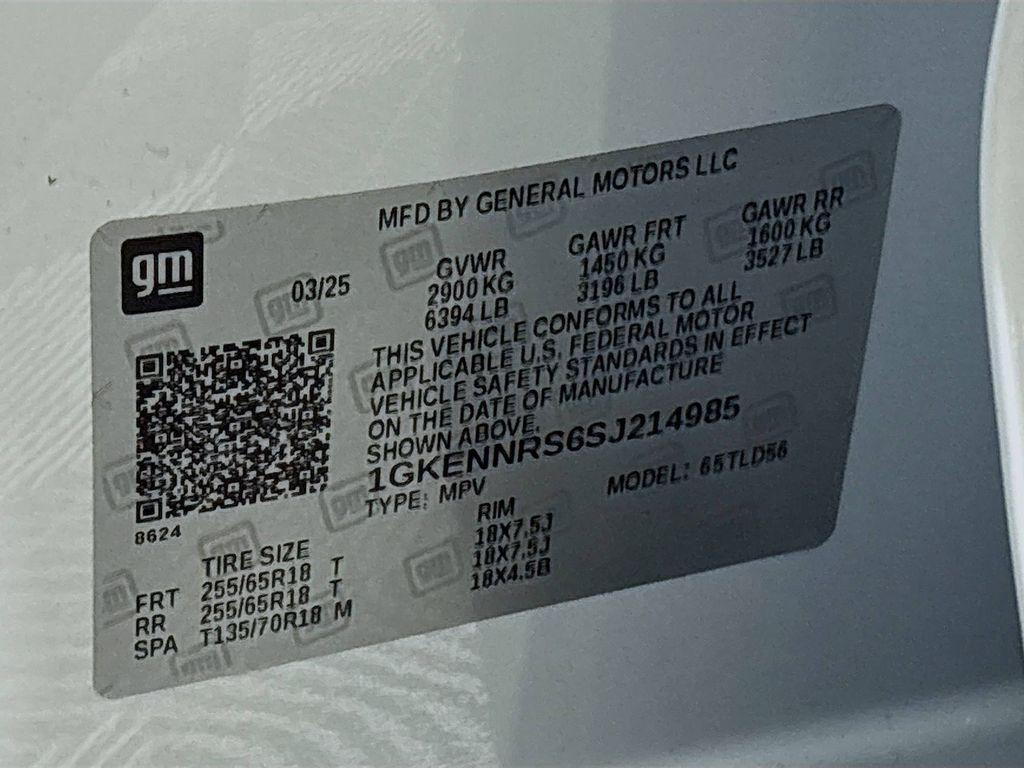 MFD BY GENERAL MOTORS LLC
gm
03/25
GVWR GAWR FRT GAWR RR
2900 KG 1450 KG 1600 KG
6394 LB 3196 LB 3527 LB
THIS VEHICLE CONFORMS TO ALL
APPLICABLE U.S. FEDERAL MOTOR
VEHICLE SAFETY STANDARDS IN EFFECT
ON THE DATE OF MANUFACTURE
SHOWN ABOVE.
1GKENNRS6SJ214985
TYPE: MPV MODEL: 65TLD56
8624
TIRE SIZE RIM
FRT 255/65R18 T 18X7.5J
RR 255/65R18 T 18X7.5J
SPA T135/70R18 M 18X4.5B